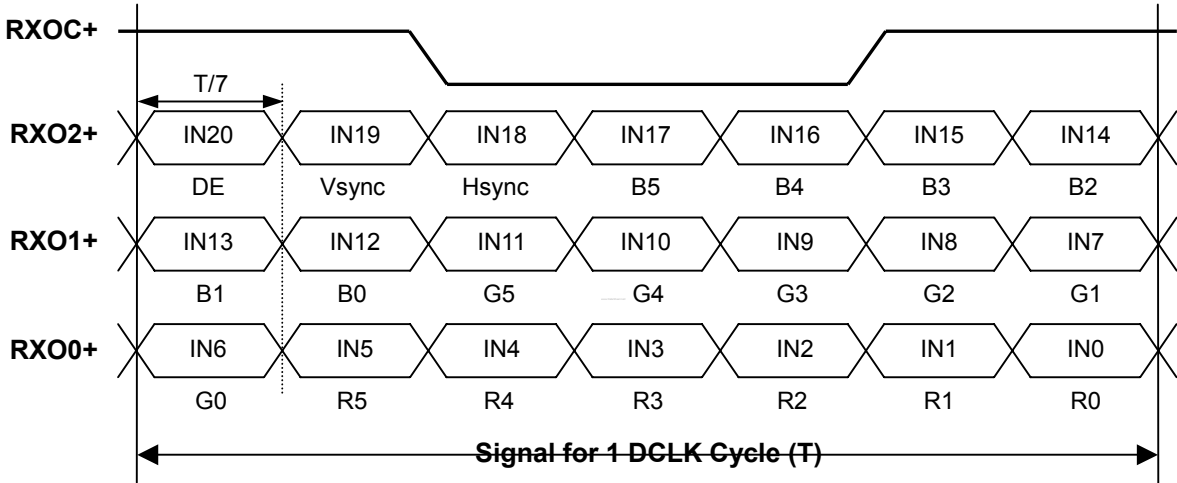 RXOC+
T/7
RXO2+ IN20 IN19 IN18 IN17 IN16 IN15 IN14
DE Vsync Hsync B5 B4 B3 B2
RXO1+ IN13 IN12 IN11 IN10 IN9 IN8 IN7
B1 B0 G5 G4 G3 G2 G1
RXO0+ IN6 IN5 IN4 IN3 IN2 IN1 IN0
G0 R5 R4 R3 R2 R1 R0
Signal for 1 DCLK Cycle (T)